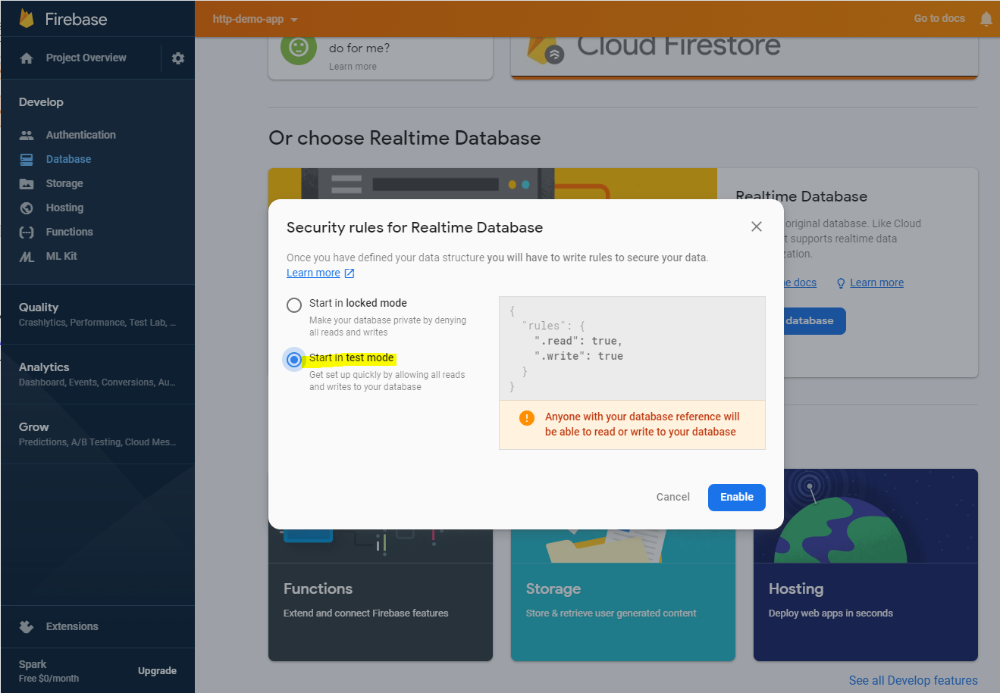 Firebase
http-demo-app
Go to docs
Project Overview
Develop
Authentication
Database
Storage
Hosting
Functions
ML Kit
Quality
Crashlytics, Performance, Test Lab, ...
Analytics
Dashboard, Events, Conversions, Au...
Grow
Predictions, A/B Testing, Cloud Mes...
Extensions
Spark
Free $0/month
Upgrade
do for me?
Learn more
Cloud Firestore
Or choose Realtime Database
Realtime Database
original database. Like Cloud
t supports realtime data
docs
Learn more
database
Security rules for Realtime Database
Once you have defined your data structure you will have to write rules to secure your data.
Learn more
Start in locked mode
Make your database private by denying
all reads and writes
Start in test mode
Get set up quickly by allowing all reads
and writes to your database
{
"rules": {
".read": true,
".write": true
}
}
Anyone with your database reference will
be able to read or write to your database
Cancel
Enable
Functions
Extend and connect Firebase features
Storage
Store & retrieve user generated content
Hosting
Deploy web apps in seconds
See all Develop features